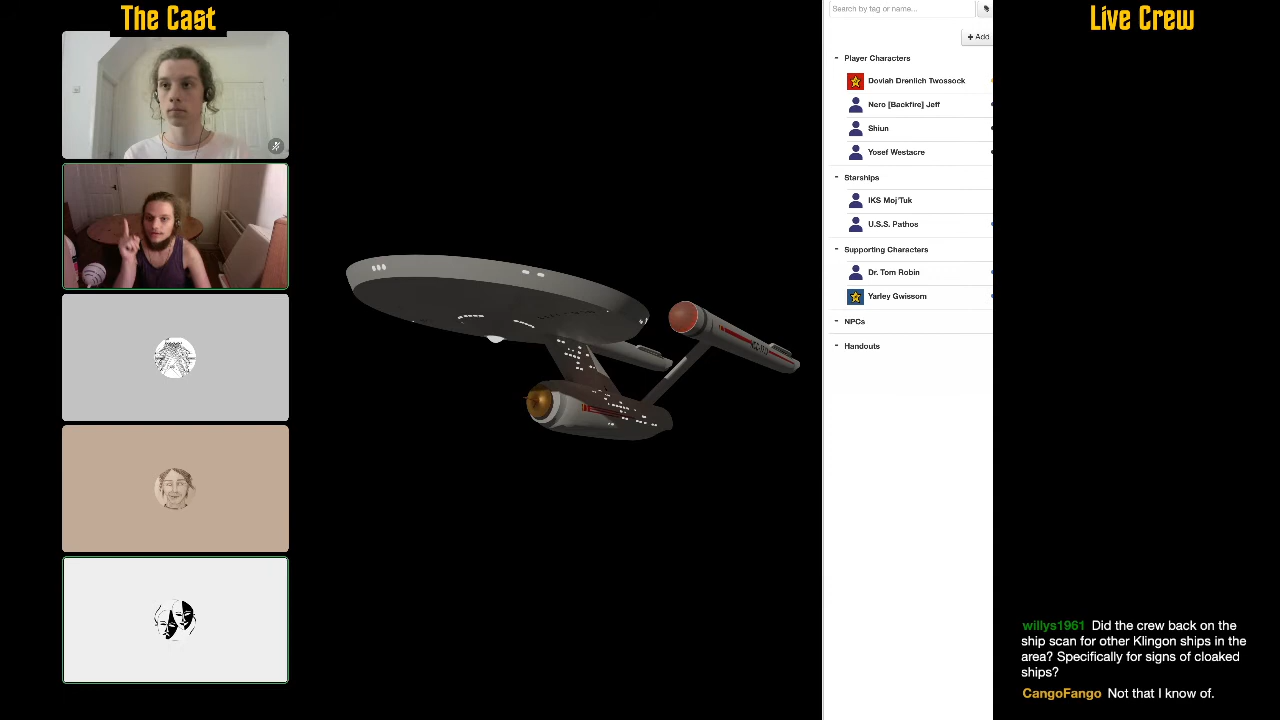 The Cast
Search by tag or name...
Live Crew
+ Add
- Player Characters
Doviah Drenlich Twossock
Nero [Backfire] Jeff
Shiun
Yosef Westacre
- Starships
IKS Moj'Tuk
U.S.S. Pathos
- Supporting Characters
Dr. Tom Robin
Yarley Gwissom
- NPCs
- Handouts
willys1961 Did the crew back on the
ship scan for other Klingon ships in the
area? Specifically for signs of cloaked
ships?
CangoFango Not that I know of.